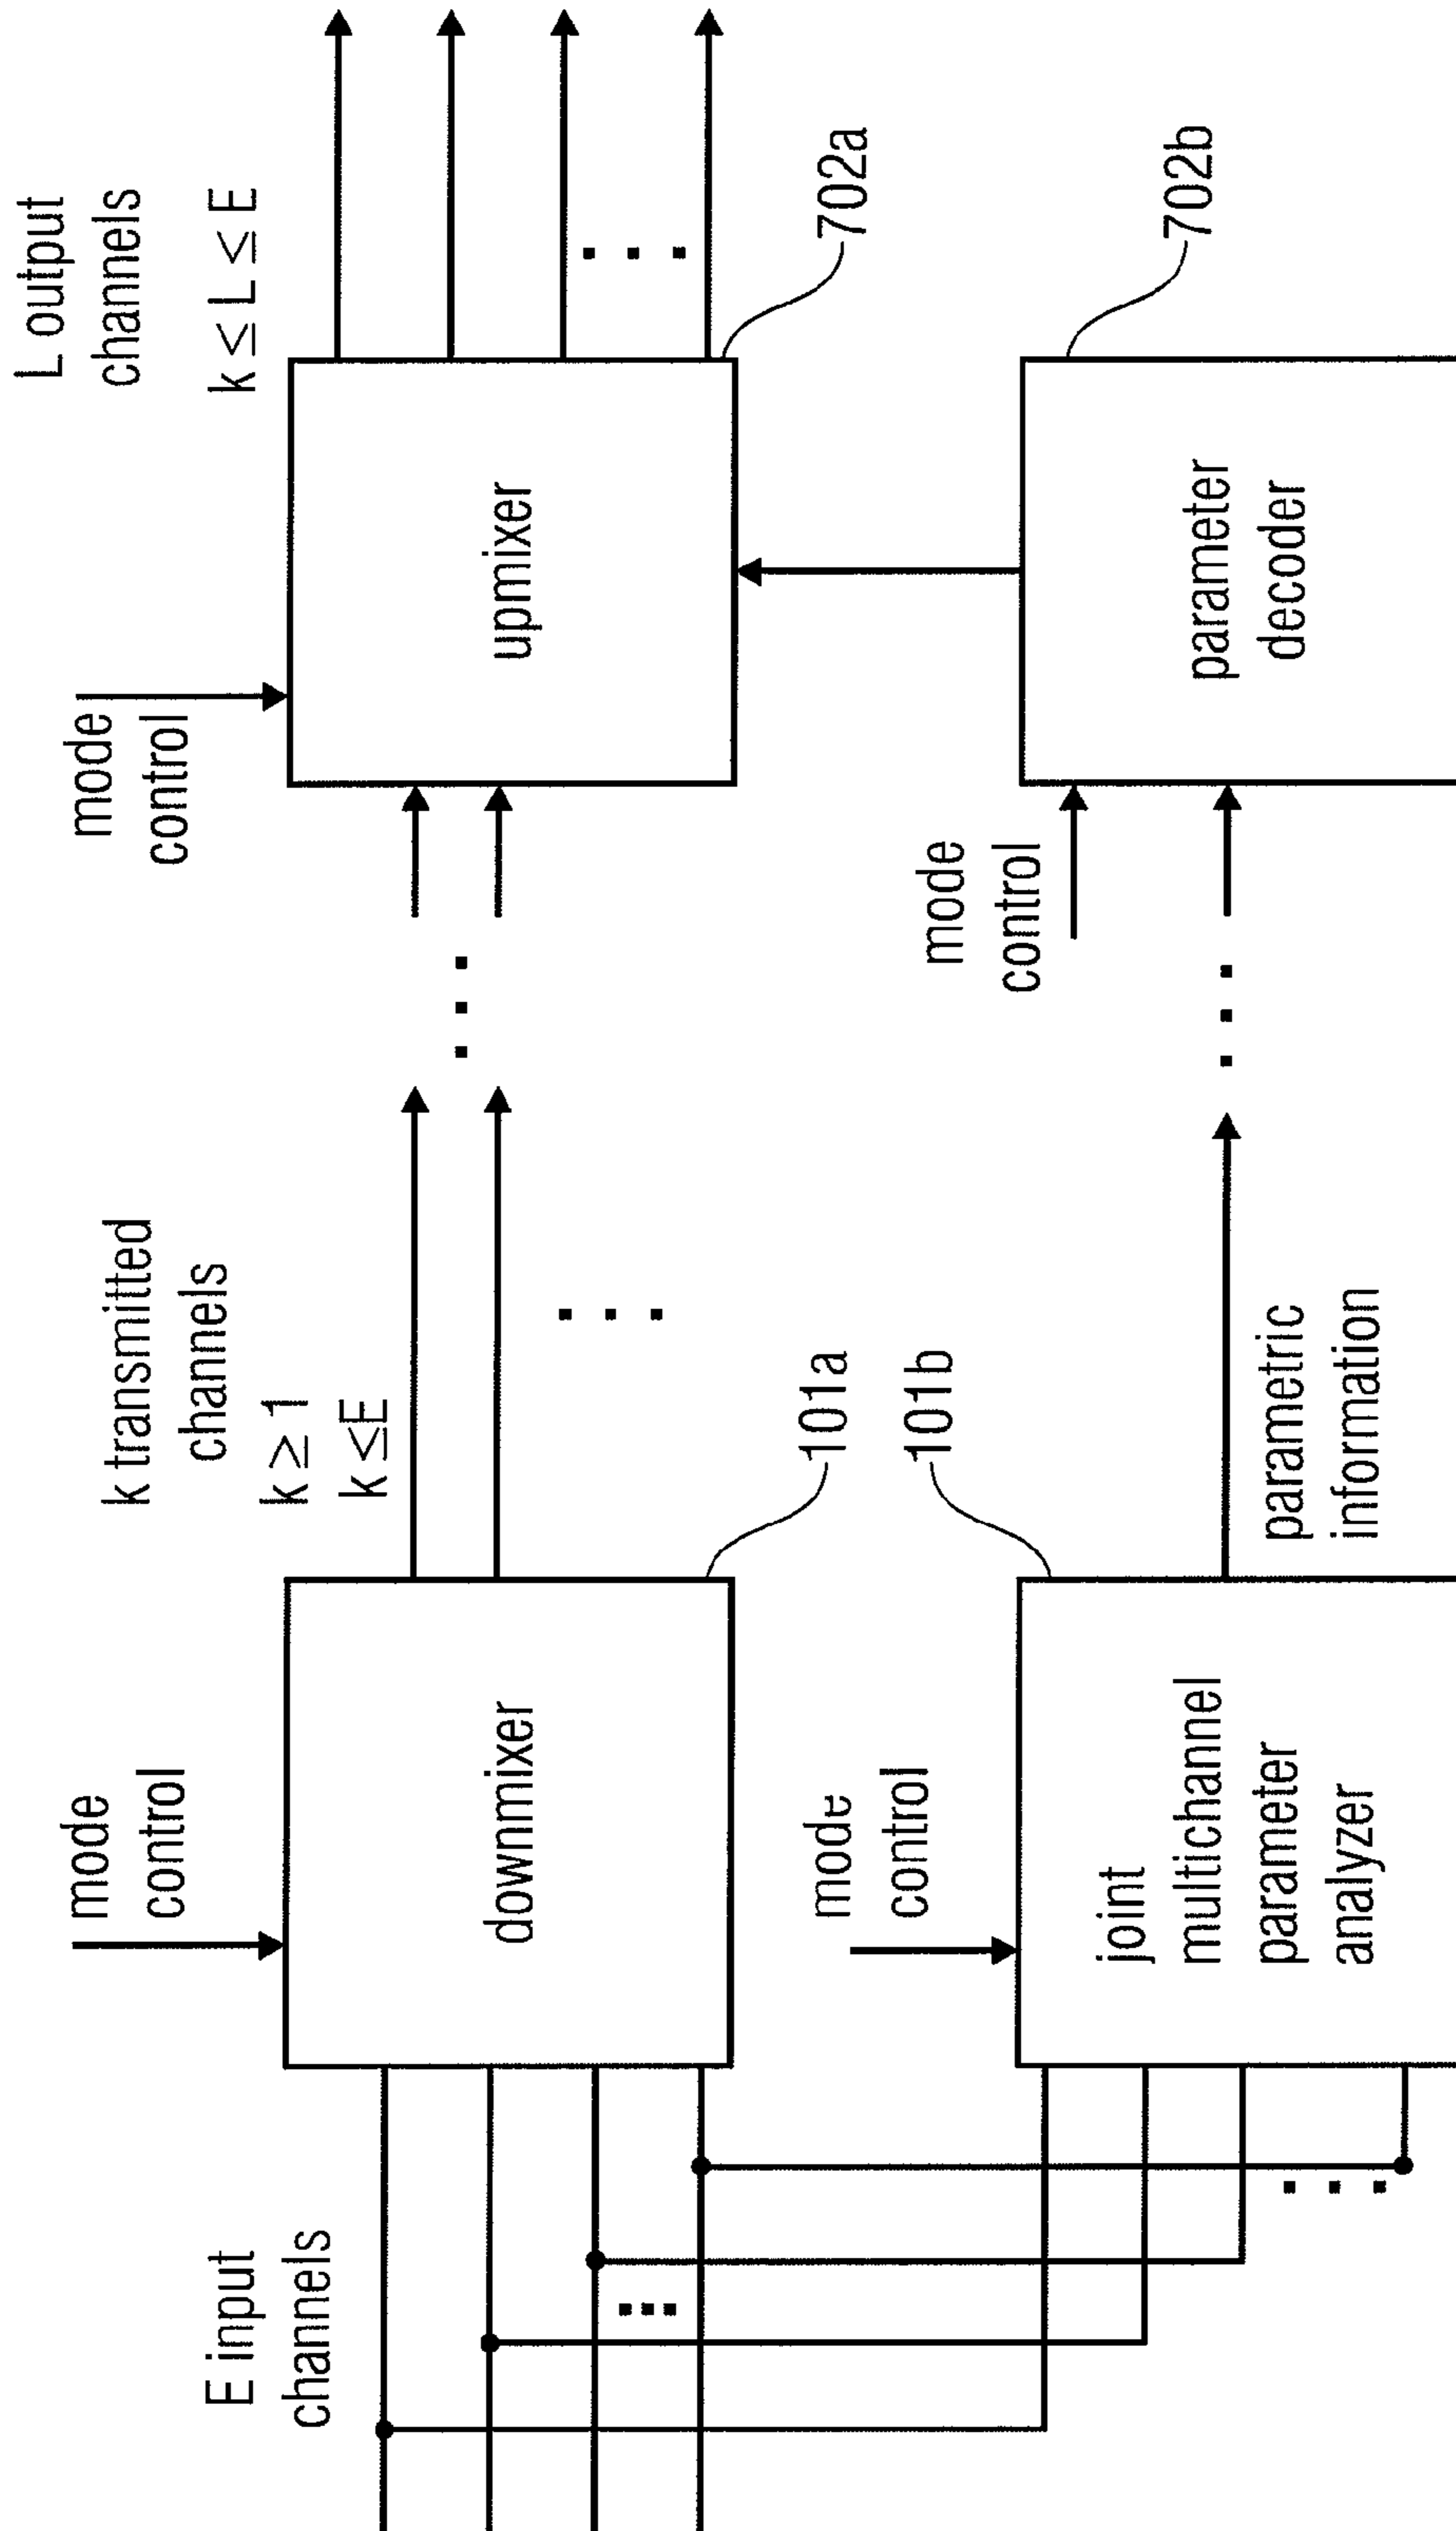 E input
channels
mode
control
downmixer
k transmitted
channels
k ≥ 1
k ≤E
101a
mode
control
upmixer
L output
channels
k ≤ L ≤ E
702a
mode
control
joint
multichannel
parameter
analyzer
101b
parametric
information
mode
control
parameter
decoder
702b